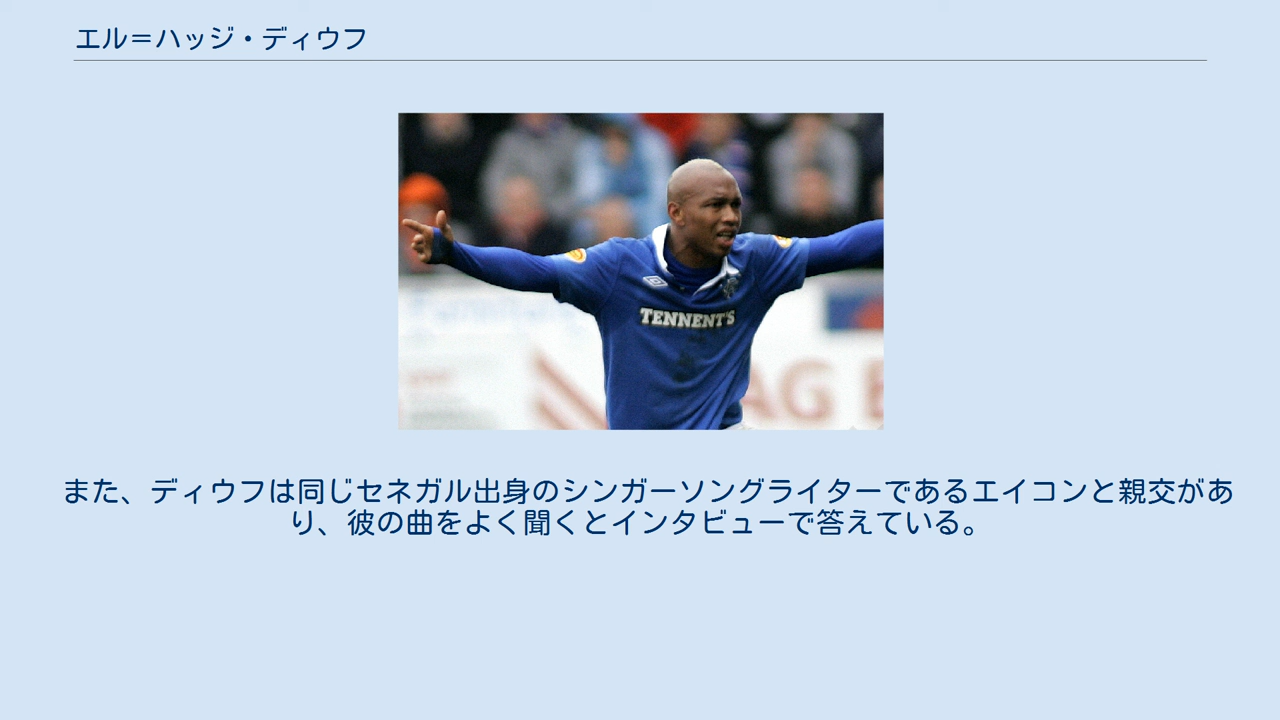 エル＝ハッジ・ディウフ
TENNENT'S
AG
また、ディウフは同じセネガル出身のシンガーソングライターであるエイコンと親交があ
り、彼の曲をよく聞くとインタビューで答えている。